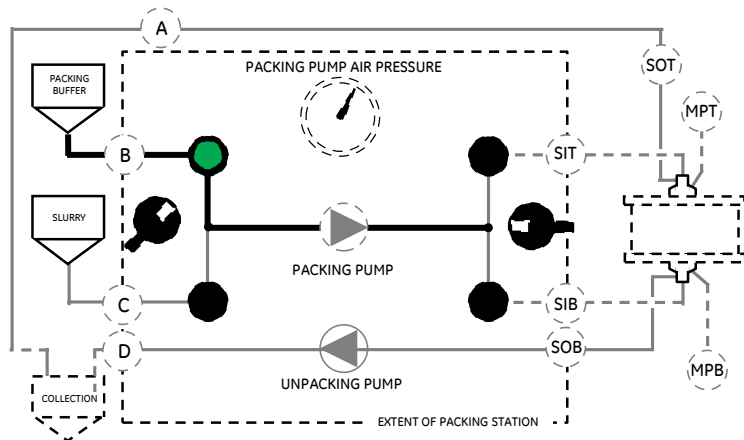 A
SOT
PACKING
BUFFER
PACKING PUMP AIR PRESSURE
MPT
B
SIT
SLURRY
PACKING PUMP
C
SIB
D
SOB
UNPACKING PUMP
MPB
COLLECTION
EXTENT OF PACKING STATION